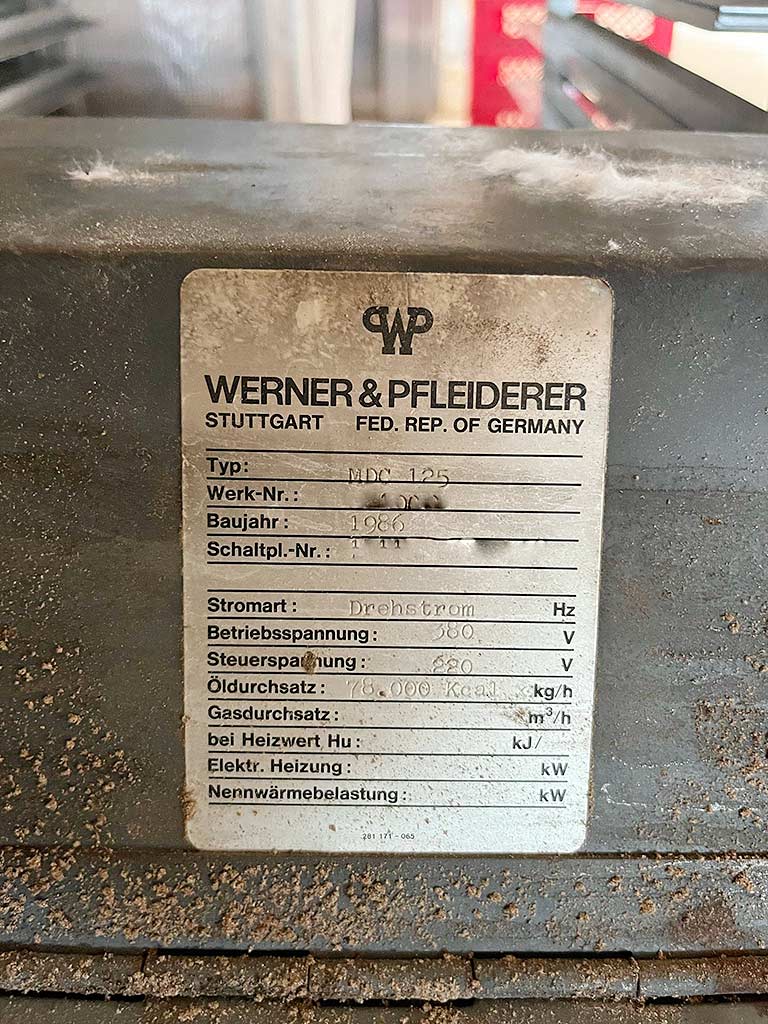 WP
WERNER & PFLEIDERER
STUTTGART FED. REP. OF GERMANY
Typ: MDC 125
Werk-Nr.:
Baujahr: 1986
Schaltpl.-Nr.:
Stromart: Drehstrom Hz
Betriebsspannung: 380 V
Steuerspannung: 220 V
Öldurchsatz: 78.000 Kcal kg/h
Gasdurchsatz: m³/h
bei Heizwert Hu: kJ/
Elektr. Heizung: kW
Nennwärmebelastung: kW
281 171 - 065